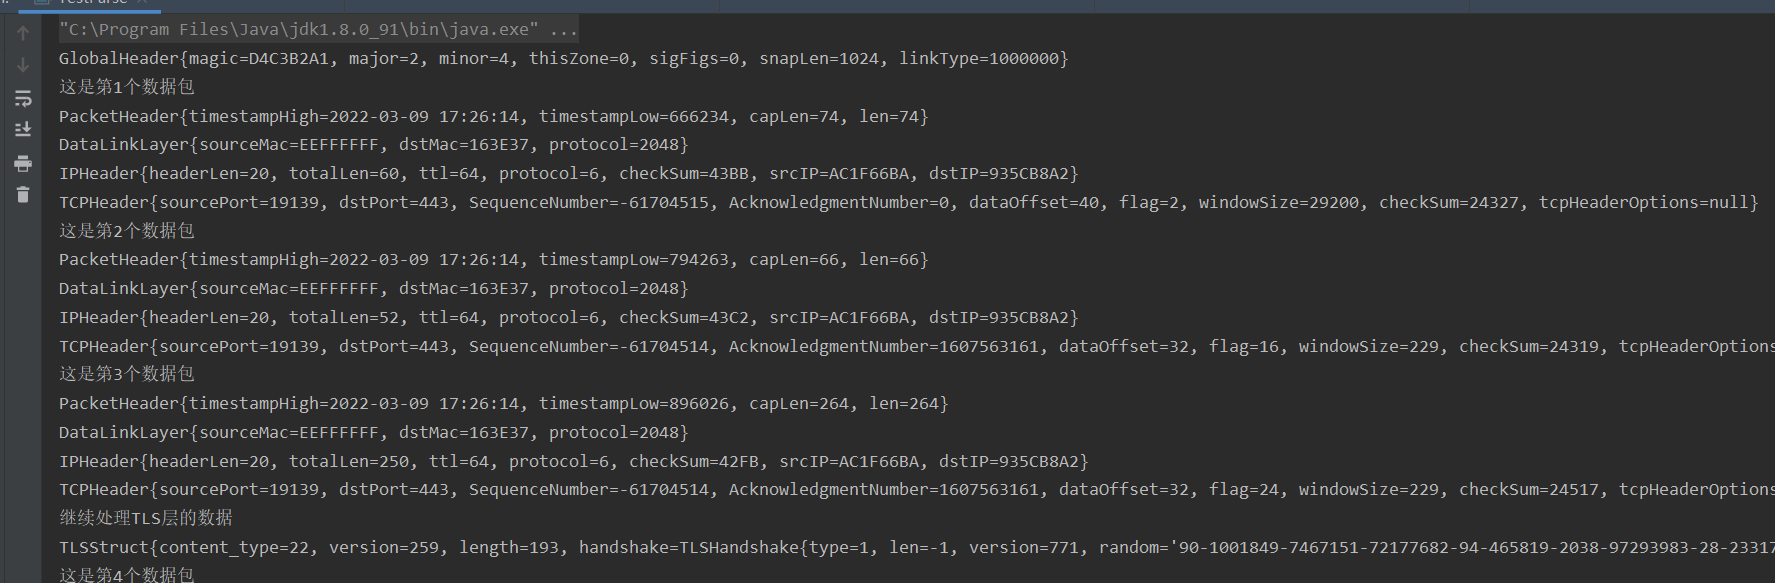 TestParse
"C:\Program Files\Java\jdk1.8.0_91\bin\java.exe" ...
GlobalHeader{magic=D4C3B2A1, major=2, minor=4, thisZone=0, sigFigs=0, snapLen=1024, linkType=1000000}
这是第1个数据包
PacketHeader{timestampHigh=2022-03-09 17:26:14, timestampLow=666234, capLen=74, len=74}
DataLinkLayer{sourceMac=EEFFFFFF, dstMac=163E37, protocol=2048}
IPHeader{headerLen=20, totalLen=60, ttl=64, protocol=6, checkSum=43BB, srcIP=AC1F66BA, dstIP=935CB8A2}
TCPHeader{sourcePort=19139, dstPort=443, SequenceNumber=-61704515, AcknowledgmentNumber=0, dataOffset=40, flag=2, windowSize=29200, checkSum=24327, tcpHeaderOptions=null}
这是第2个数据包
PacketHeader{timestampHigh=2022-03-09 17:26:14, timestampLow=794263, capLen=66, len=66}
DataLinkLayer{sourceMac=EEFFFFFF, dstMac=163E37, protocol=2048}
IPHeader{headerLen=20, totalLen=52, ttl=64, protocol=6, checkSum=43C2, srcIP=AC1F66BA, dstIP=935CB8A2}
TCPHeader{sourcePort=19139, dstPort=443, SequenceNumber=-61704514, AcknowledgmentNumber=1607563161, dataOffset=32, flag=16, windowSize=229, checkSum=24319, tcpHeaderOptions
这是第3个数据包
PacketHeader{timestampHigh=2022-03-09 17:26:14, timestampLow=896026, capLen=264, len=264}
DataLinkLayer{sourceMac=EEFFFFFF, dstMac=163E37, protocol=2048}
IPHeader{headerLen=20, totalLen=250, ttl=64, protocol=6, checkSum=42FB, srcIP=AC1F66BA, dstIP=935CB8A2}
TCPHeader{sourcePort=19139, dstPort=443, SequenceNumber=-61704514, AcknowledgmentNumber=1607563161, dataOffset=32, flag=24, windowSize=229, checkSum=24517, tcpHeaderOptions
继续处理TLS层的数据
TLSStruct{content_type=22, version=259, length=193, handshake=TLSHandshake{type=1, len=-1, version=771, random='90-1001849-7467151-72177682-94-465819-2038-97293983-28-23317
这是第4个数据包